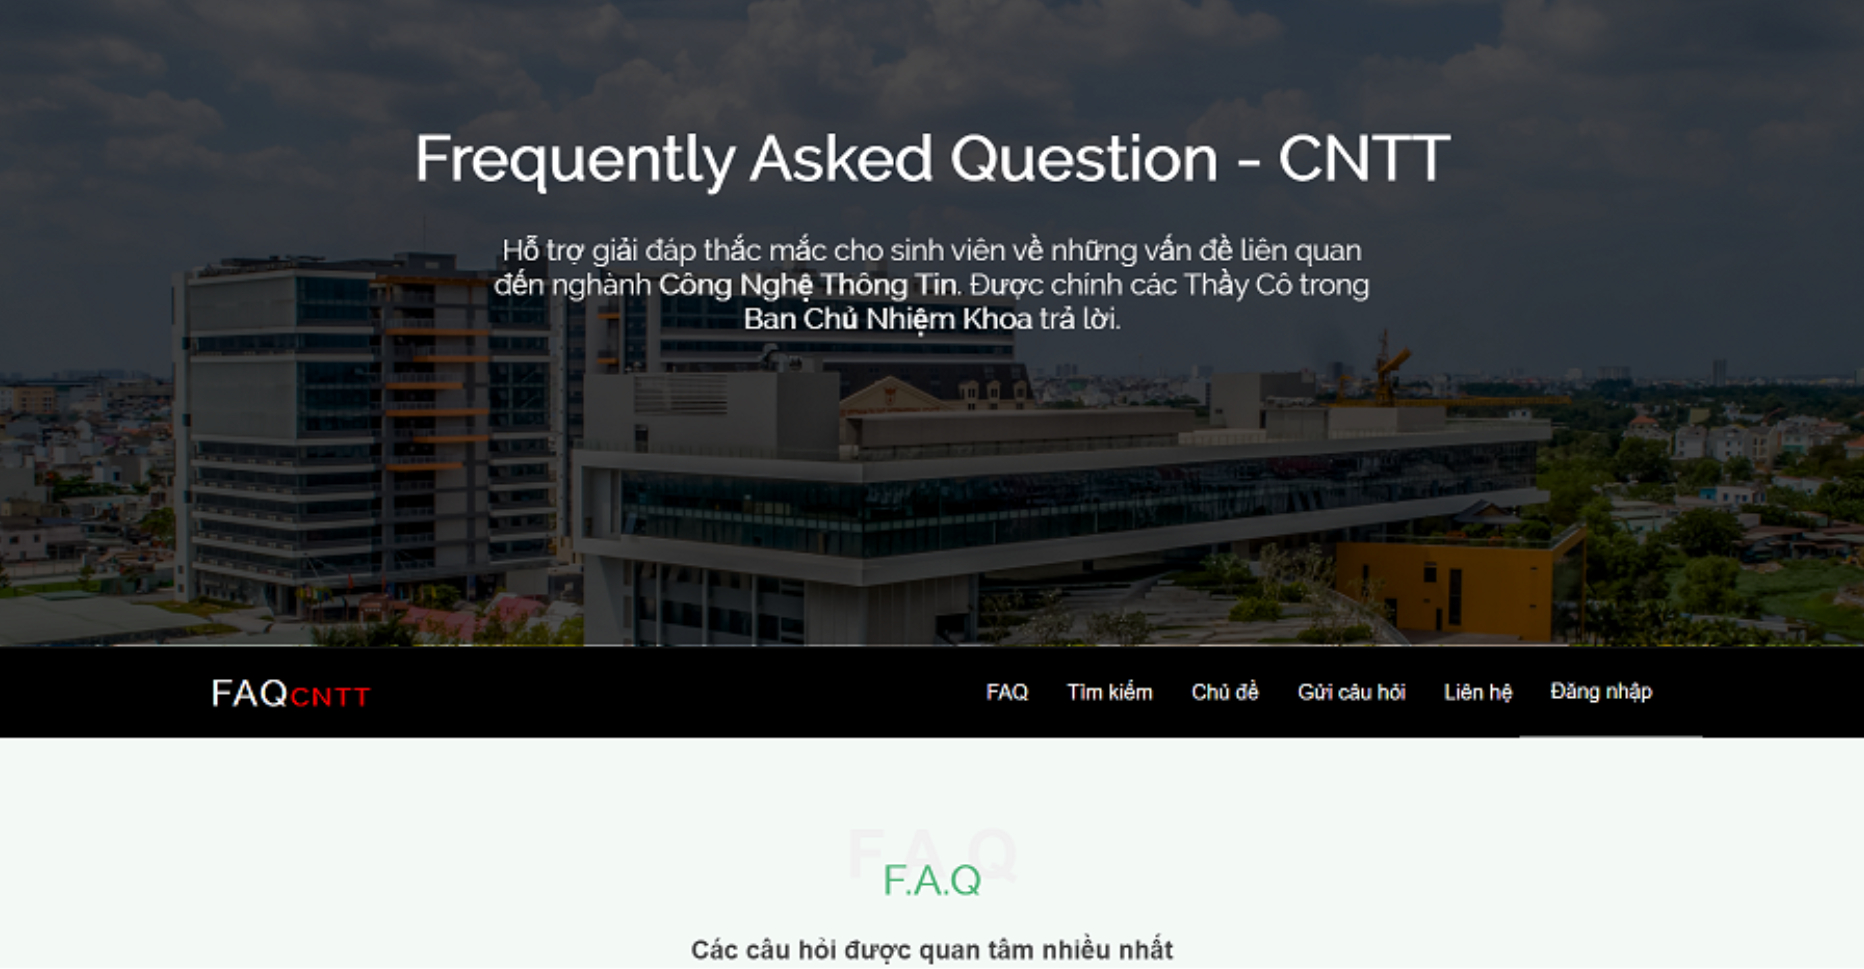 Frequently Asked Question - CNTT
Hỗ trợ giải đáp thắc mắc cho sinh viên về những vấn đề liên quan
đến nghành Công Nghệ Thông Tin. Được chính các Thầy Cô trong
Ban Chủ Nhiệm Khoa trả lời.
FAQCNTT FAQ Tìm kiếm Chủ đề Gửi câu hỏi Liên hệ Đăng nhập
F.A.Q
F.A.Q
Các câu hỏi được quan tâm nhiều nhất